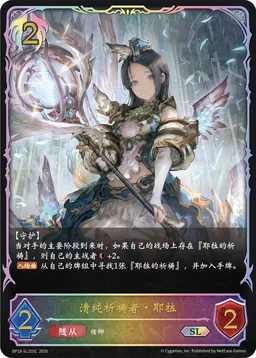 2
【守护】
当对手的主要阶段到来时，如果自己的战场上存在『耶拉的祈祷』，则自己的主战者+2。
入场曲 从自己的牌组中寻找1张『耶拉的祈祷』，并加入手牌。
清纯祈祷者・耶拉
2
随从
信仰
SL
2
BP18-SL25SC 2026
© Cygames, Inc. Published by NetEase Games